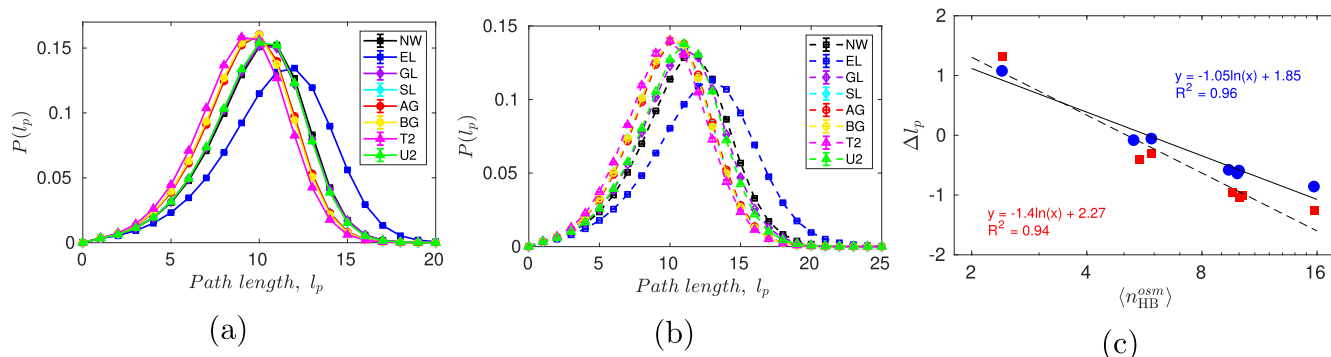 0.15
0.1
0.05
0
P(l_p)
0 5 10 15 20
Path length, l_p
NW
EL
GL
SL
AG
BG
T2
U2
(a)
0.15
0.1
0.05
0
P(l_p)
0 5 10 15 20 25
Path length, l_p
NW
EL
GL
SL
AG
BG
T2
U2
(b)
2
1
0
-1
-2
Δl_p
y = -1.05ln(x) + 1.85
R² = 0.96
y = -1.4ln(x) + 2.27
R² = 0.94
2 4 8 16
⟨n_HB^osm⟩
(c)